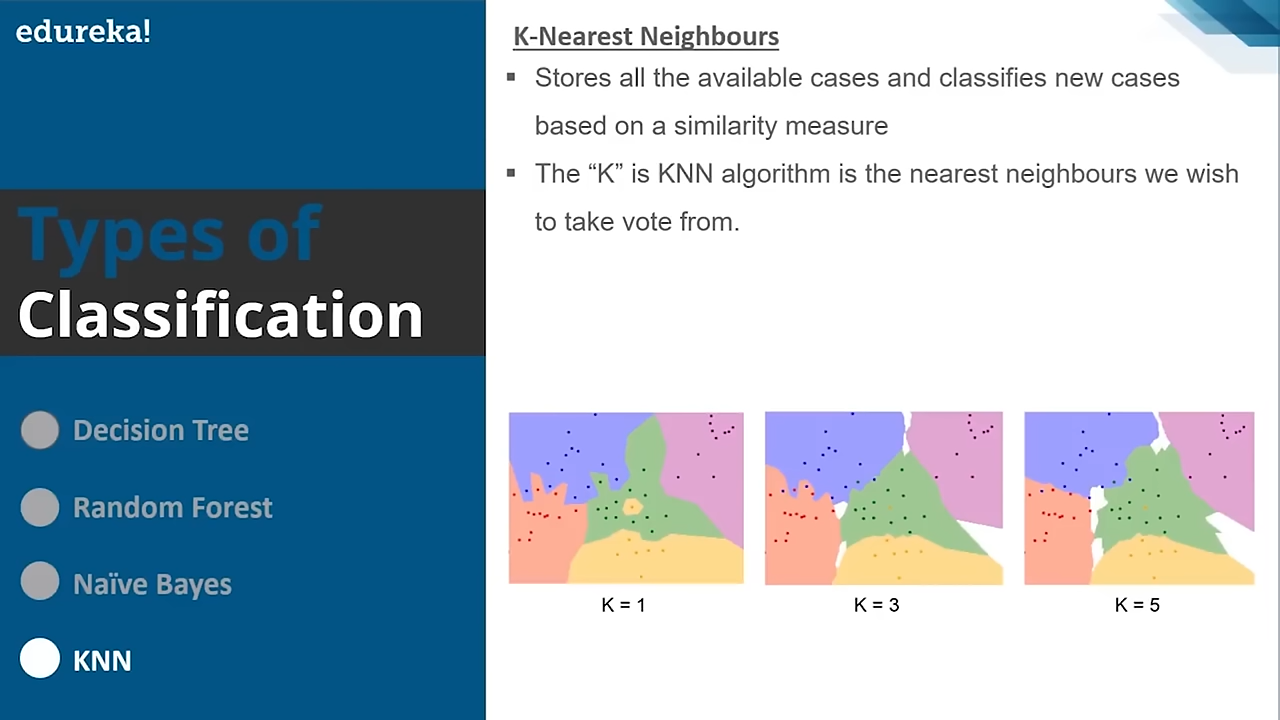 edureka!
Types of
Classification
Decision Tree
Random Forest
Naïve Bayes
KNN
K-Nearest Neighbours
▪ Stores all the available cases and classifies new cases
based on a similarity measure
▪ The “K” is KNN algorithm is the nearest neighbours we wish
to take vote from.
K = 1
K = 3
K = 5